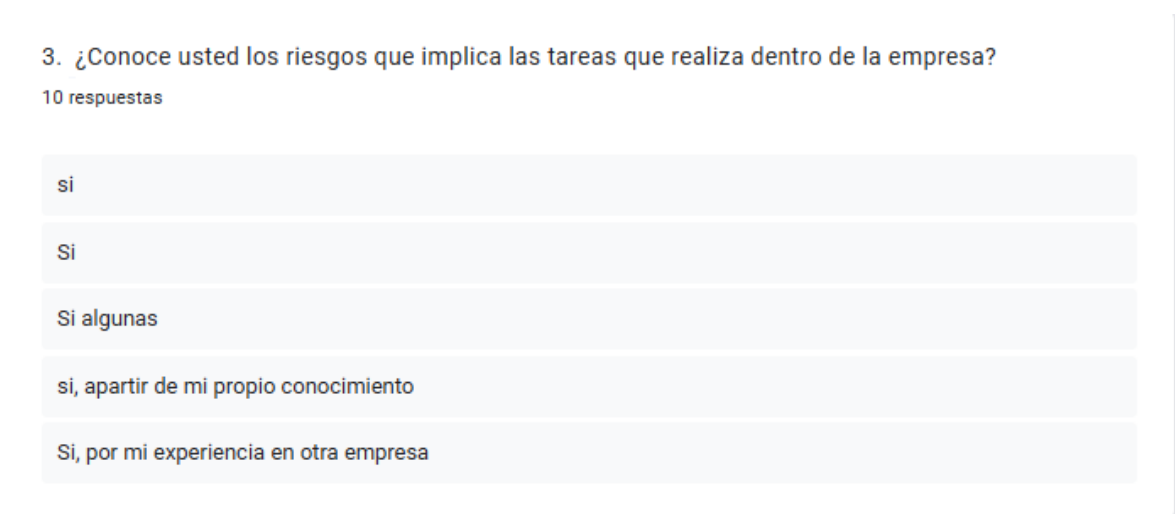 3. ¿Conoce usted los riesgos que implica las tareas que realiza dentro de la empresa?
10 respuestas
si
Si
Si algunas
si, apartir de mi propio conocimiento
Si, por mi experiencia en otra empresa